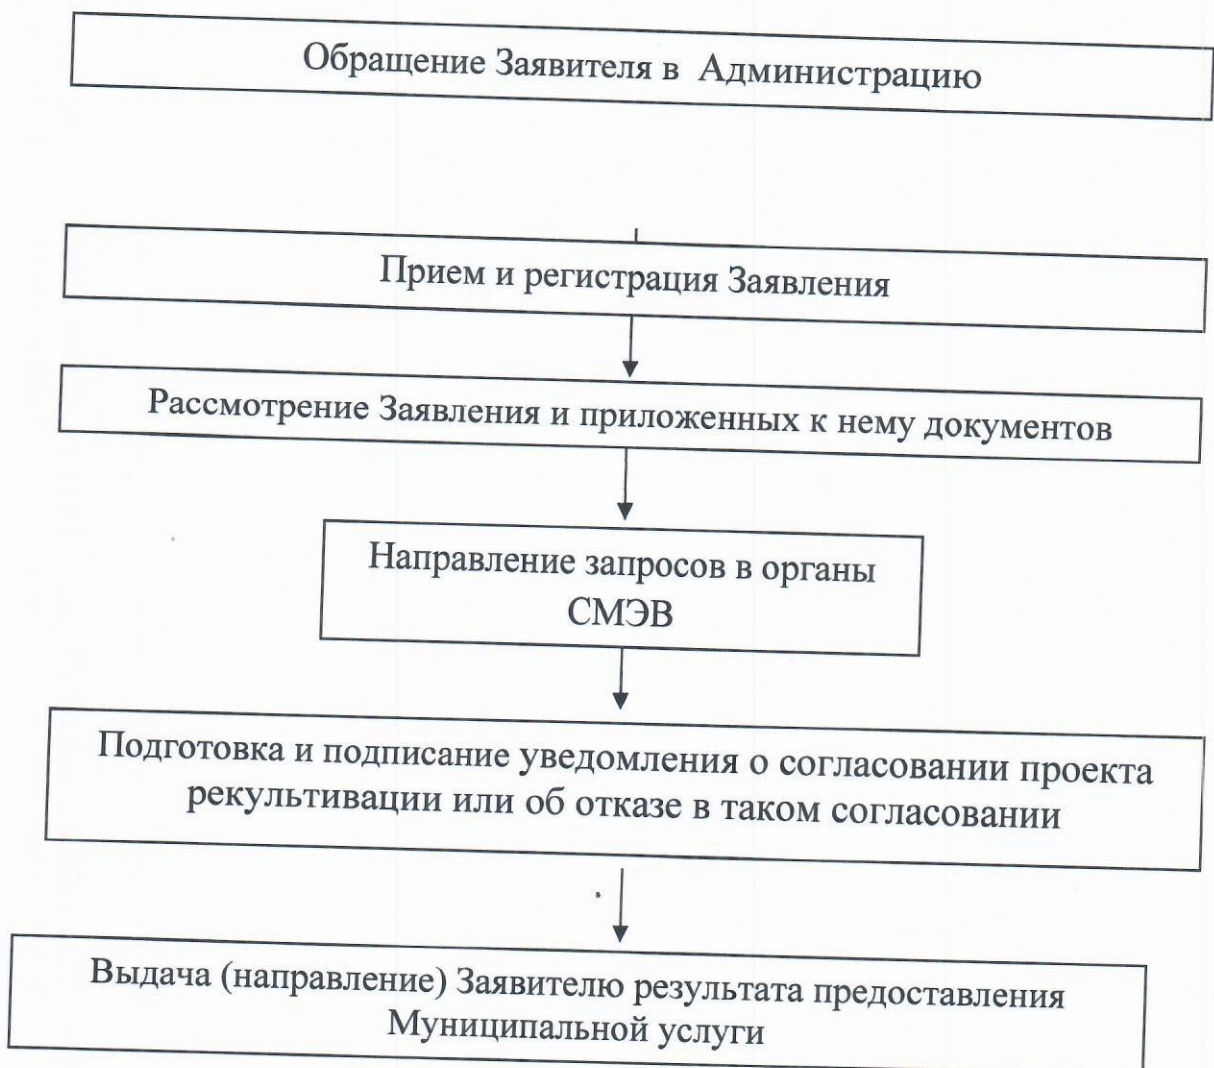 Обращение Заявителя в Администрацию
Прием и регистрация Заявления
Рассмотрение Заявления и приложенных к нему документов
Направление запросов в органы
СМЭВ
Подготовка и подписание уведомления о согласовании проекта
рекультивации или об отказе в таком согласовании
Выдача (направление) Заявителю результата предоставления
Муниципальной услуги